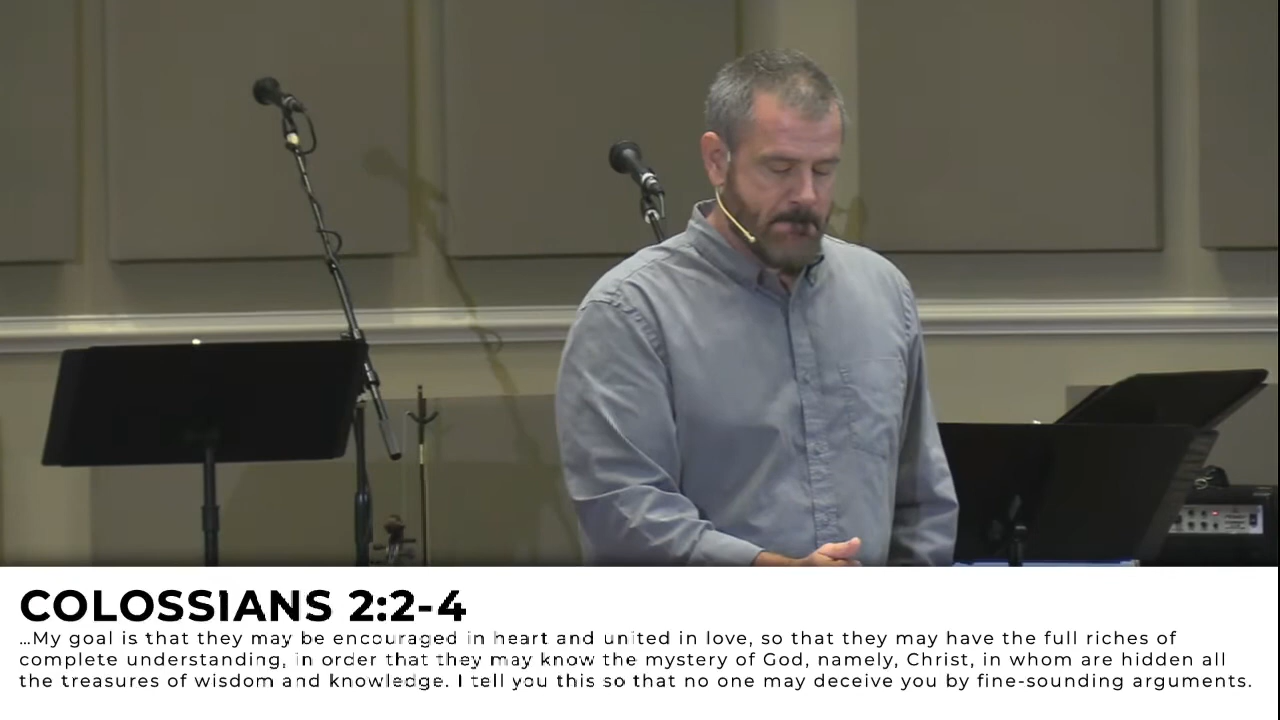 COLOSSIANS 2:2-4
…My goal is that they may be encouraged in heart and united in love, so that they may have the full riches of
complete understanding, in order that they may know the mystery of God, namely, Christ, in whom are hidden all
the treasures of wisdom and knowledge. I tell you this so that no one may deceive you by fine-sounding arguments.